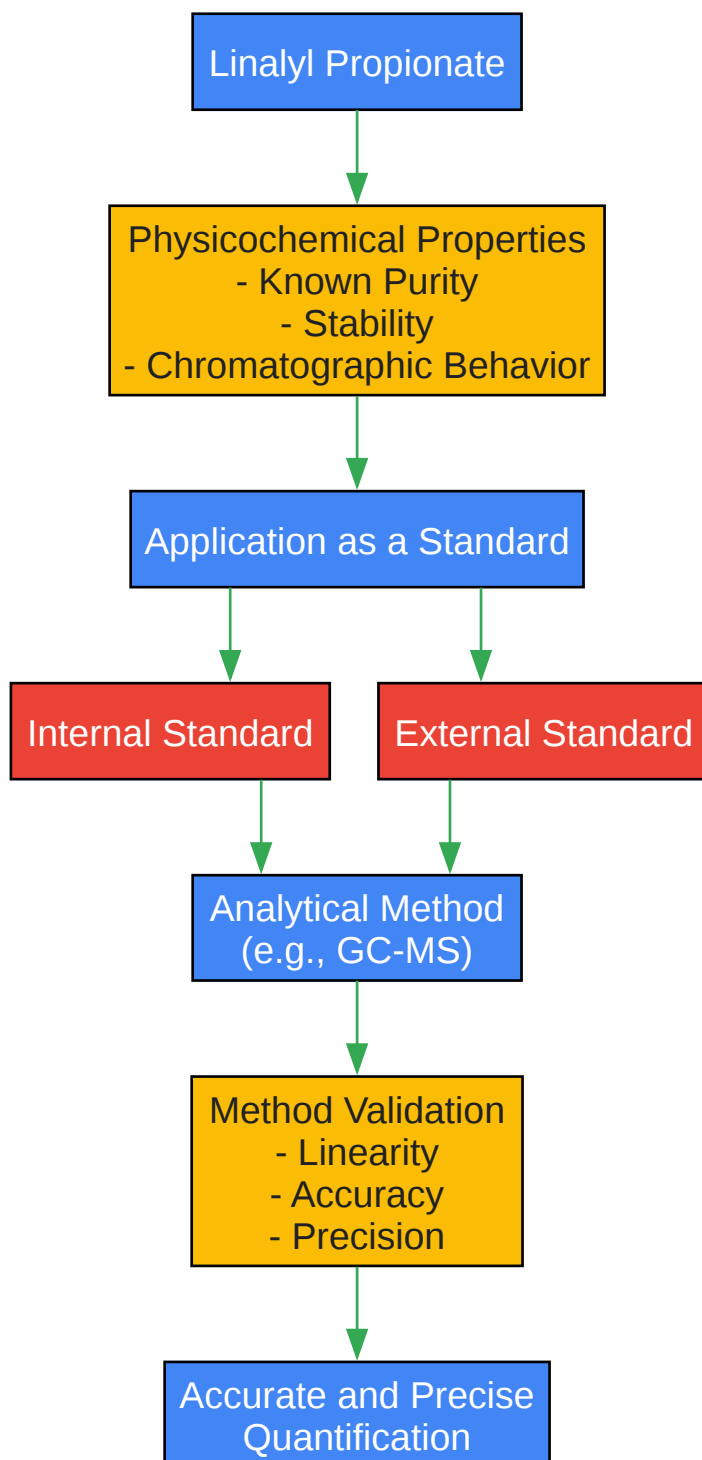 Linalyl Propionate
Physicochemical Properties
- Known Purity
- Stability
- Chromatographic Behavior
Application as a Standard
Internal Standard
External Standard
Analytical Method
(e.g., GC-MS)
Method Validation
- Linearity
- Accuracy
- Precision
Accurate and Precise
Quantification